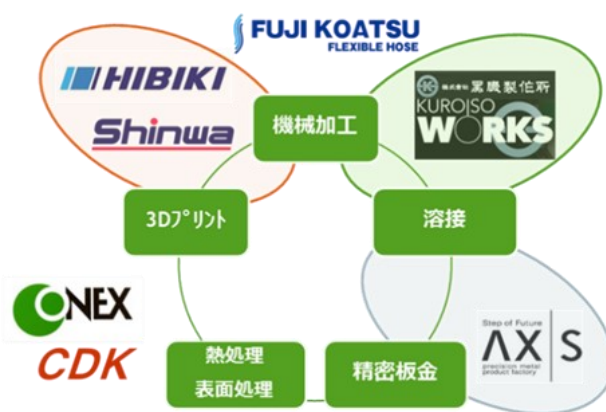 FUJI KOATSU
FLEXIBLE HOSE
HIBIKI
Shinwa
機械加工
株式会社 黒磯製作所
KUROISO
WORKS
3Dプリント
溶接
ONEX
CDK
熱処理
表面処理
精密板金
Step of Future
AXS
precision metal
product factory